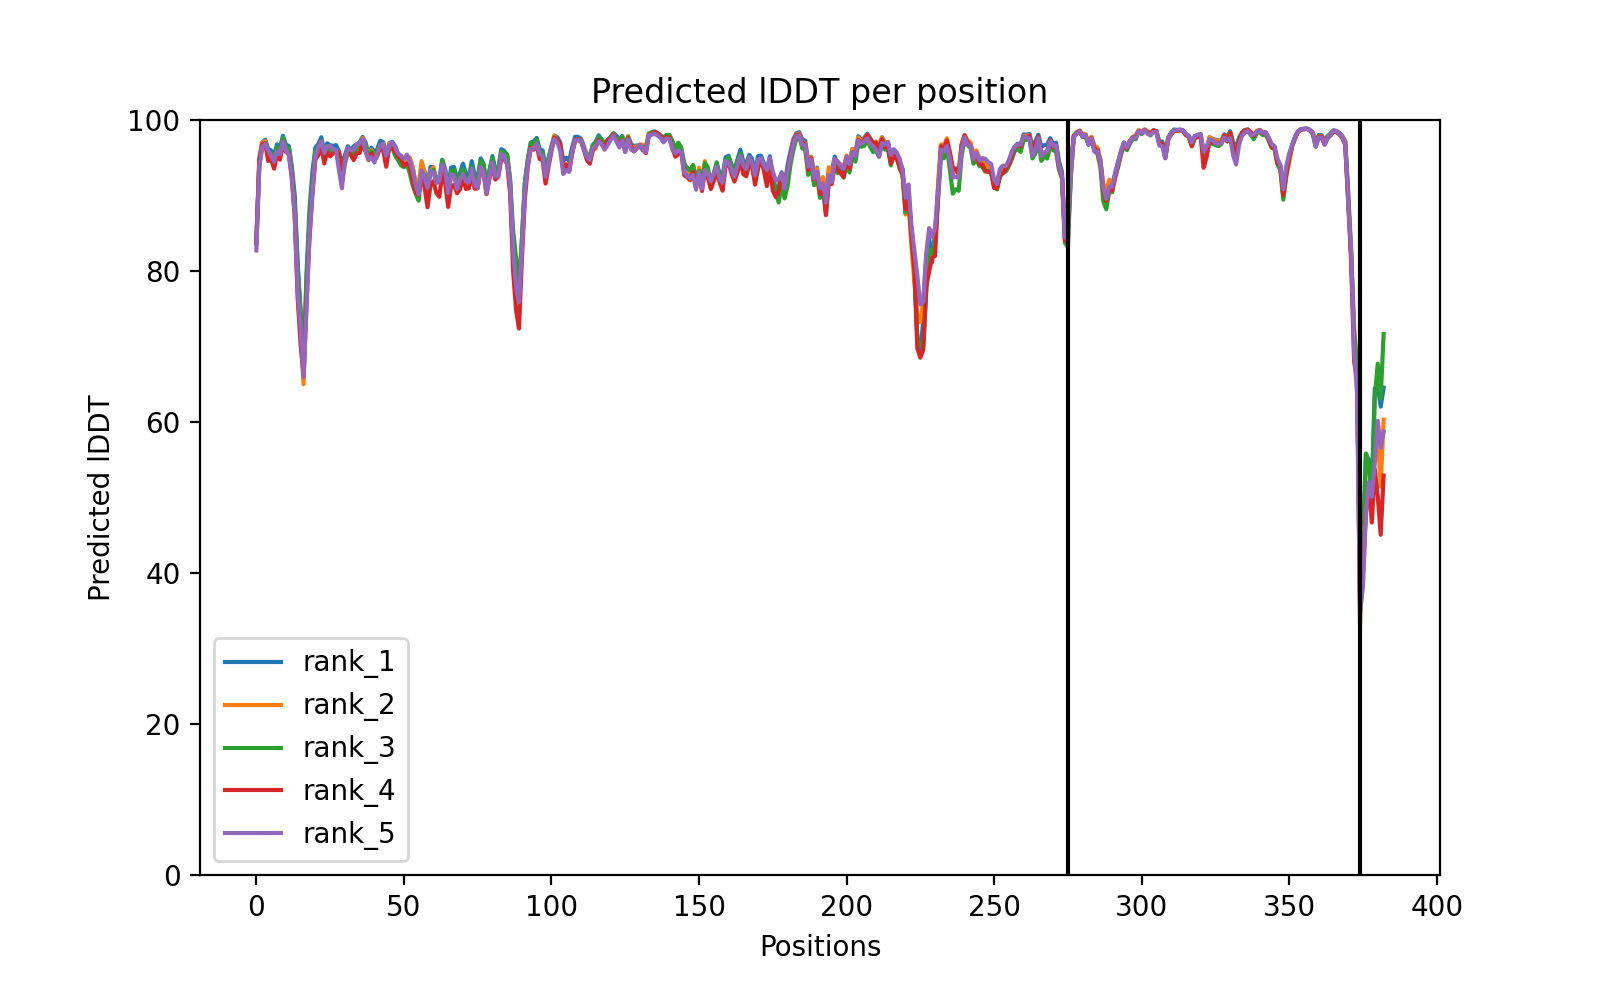 Predicted lDDT per position
100
80
60
40
20
0
Predicted lDDT
rank_1
rank_2
rank_3
rank_4
rank_5
0 50 100 150 200 250 300 350 400
Positions